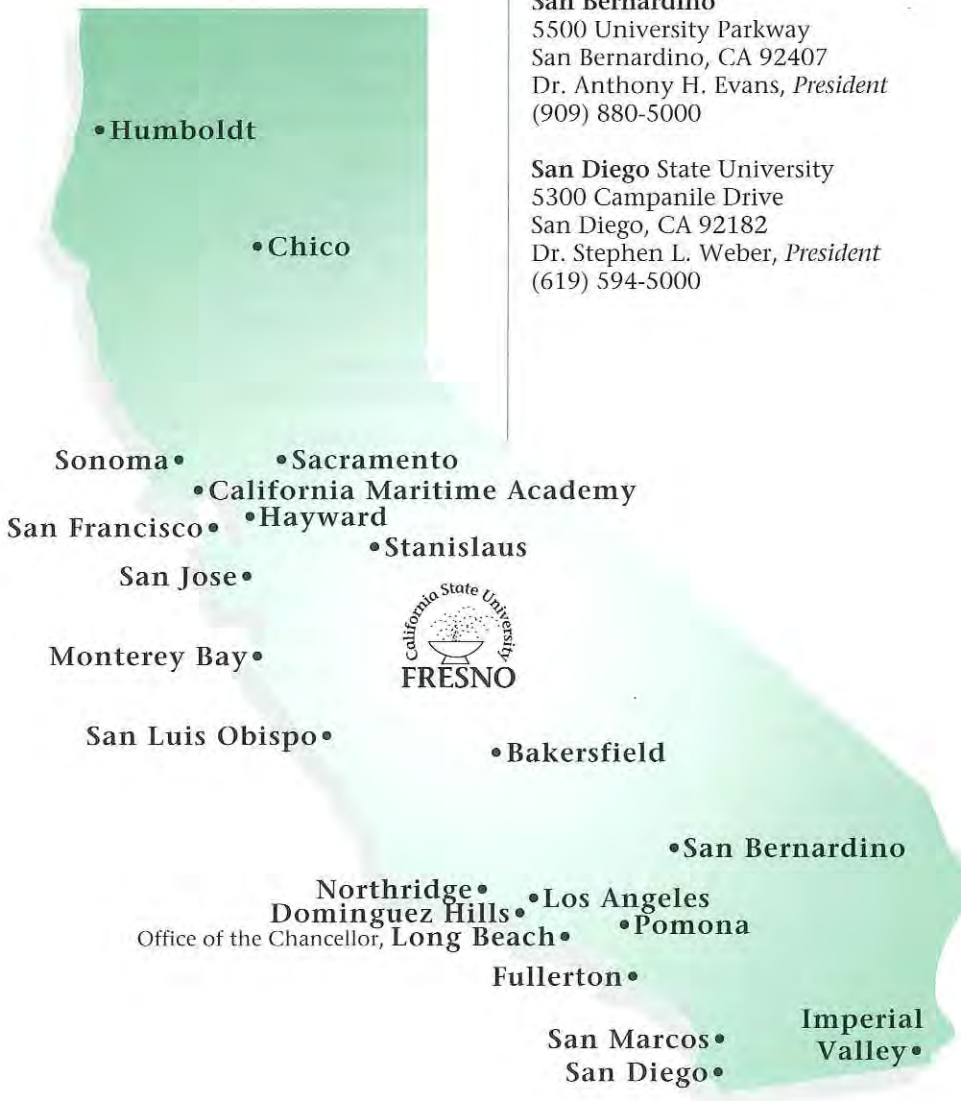 San Bernardino
5500 University Parkway
San Bernardino, CA 92407
Dr. Anthony H. Evans, President
(909) 880-5000
San Diego State University
5300 Campanile Drive
San Diego, CA 92182
Dr. Stephen L. Weber, President
(619) 594-5000
•Humboldt
•Chico
Sonoma•
•Sacramento
•California Maritime Academy
San Francisco•
•Hayward
•Stanislaus
San Jose•
California State University
FRESNO
Monterey Bay•
San Luis Obispo•
•Bakersfield
•San Bernardino
Northridge•
•Los Angeles
Dominguez Hills•
•Pomona
Office of the Chancellor, Long Beach•
Fullerton•
Imperial
Valley•
San Marcos•
San Diego•